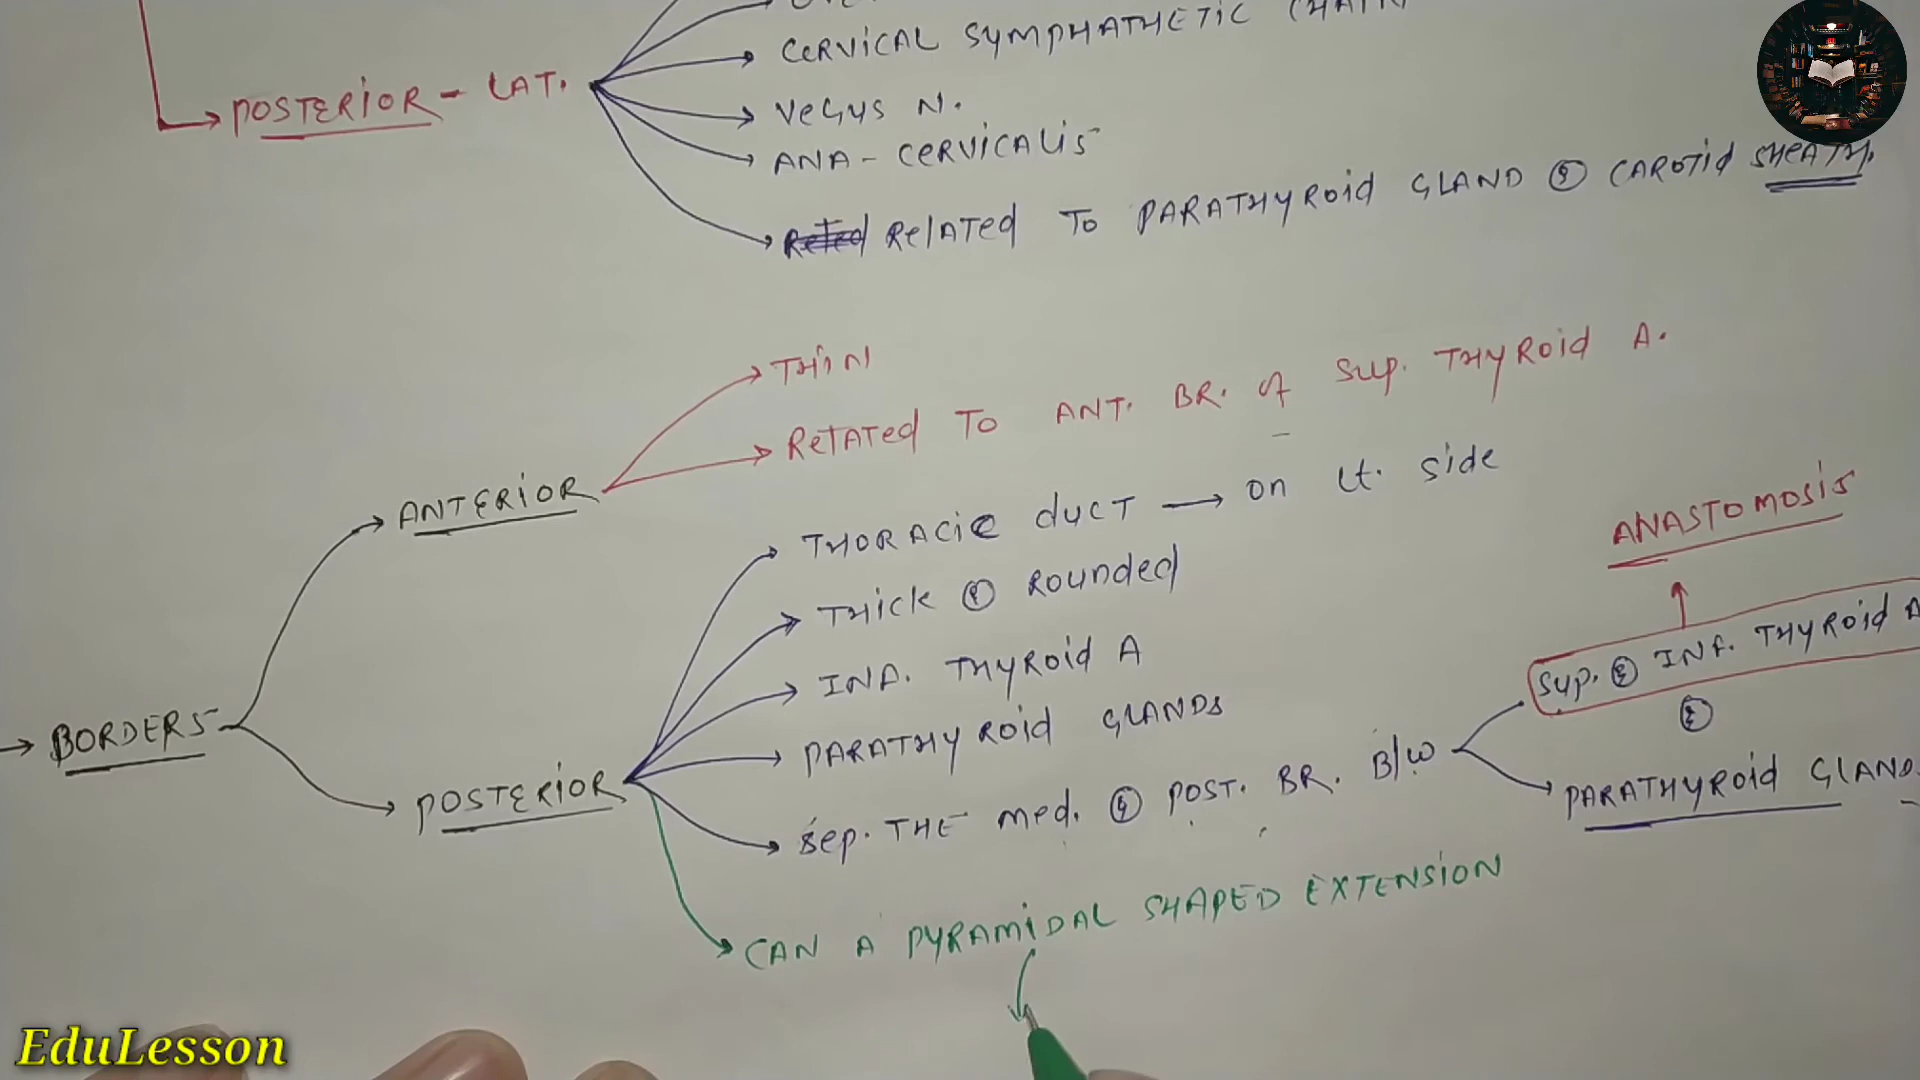 CERVICAL SYMPHATHETIC CHAIN
POSTERIOR - LAT.
VEGUS N.
ANA - CERVICALIS
RELATED TO PARATHYROID GLAND & CAROTID SHEATH.
THIN
RETATED TO ANT. BR. OF SUP. THYROID A.
ANTERIOR
THORACIC DUCT → ON LT. SIDE
ANASTOMOSIS
THICK & ROUNDED
INA. THYROID A
SUP. & INF. THYROID A
&
BORDERS
PARATHYROID GLANDS
POSTERIOR
SEP. THE MED. & POST. BR. B/W
PARATHYROID GLAND
CAN A PYRAMIDAL SHAPED EXTENSION
EduLesson